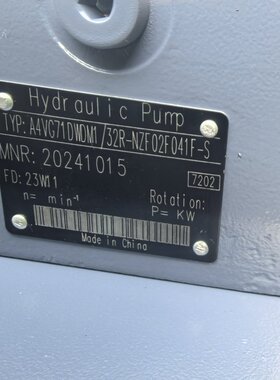 Hydraulic Pump
TYP: A4VG71DWDM1/32R-NZF02F041F-S
MNR: 20241015
7202
FD: 23W11
Rotation:
n= min⁻¹
P= KW
Made in China